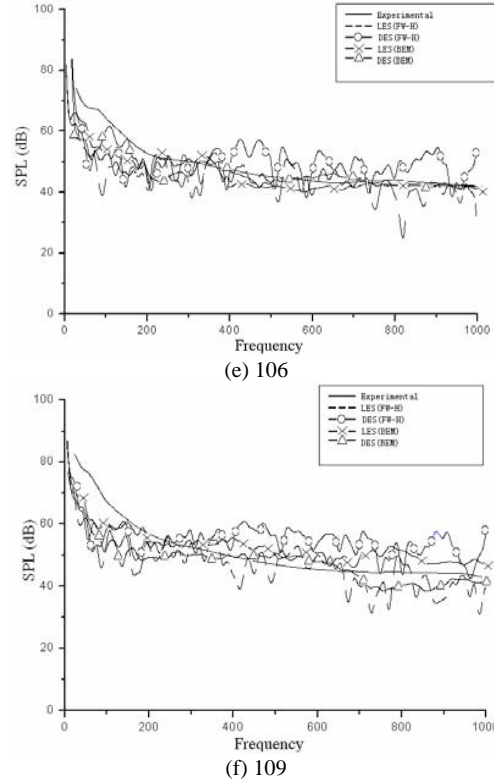 100
80
60
40
20
0
SPL (dB)
Experimental
LES(FW-H)
DES(FW-H)
LES(BEM)
DES(BEM)
0 200 400 600 800 1000
Frequency
(e) 106
100
80
60
40
20
0
SPL (dB)
Experimental
LES(FW-H)
DES(FW-H)
LES(BEM)
DES(BEM)
0 200 400 600 800 1000
Frequency
(f) 109